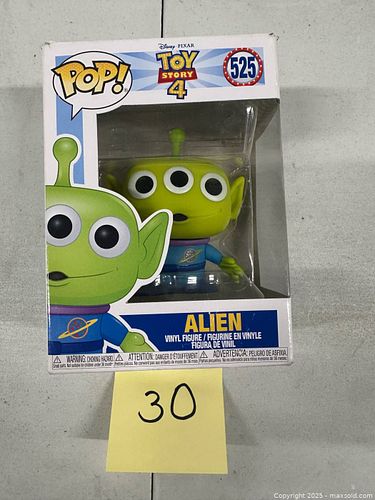 Disney · PIXAR
TOY
STORY
4
POP!
525
ALIEN
VINYL FIGURE / FIGURINE EN VINYLE
FIGURA DE VINIL
WARNING: CHOKING HAZARD
ATTENTION: DANGER D'ÉTOUFFEMENT
ADVERTENCIA: PELIGRO DE ASFIXIA
30
Copyright 2025 - maxsold.com